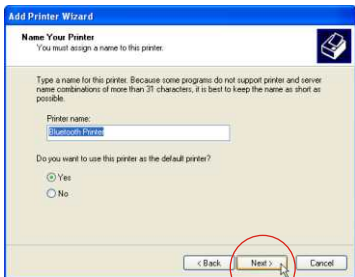 Add Printer Wizard
Name Your Printer
You must assign a name to this printer.
Type a name for this printer. Because some programs do not support printer and server
name combinations of more than 31 characters, it is best to keep the name as short as
possible.
Printer name:
Bluetooth Printer
Do you want to use this printer as the default printer?
Yes
No
< Back
Next >
Cancel